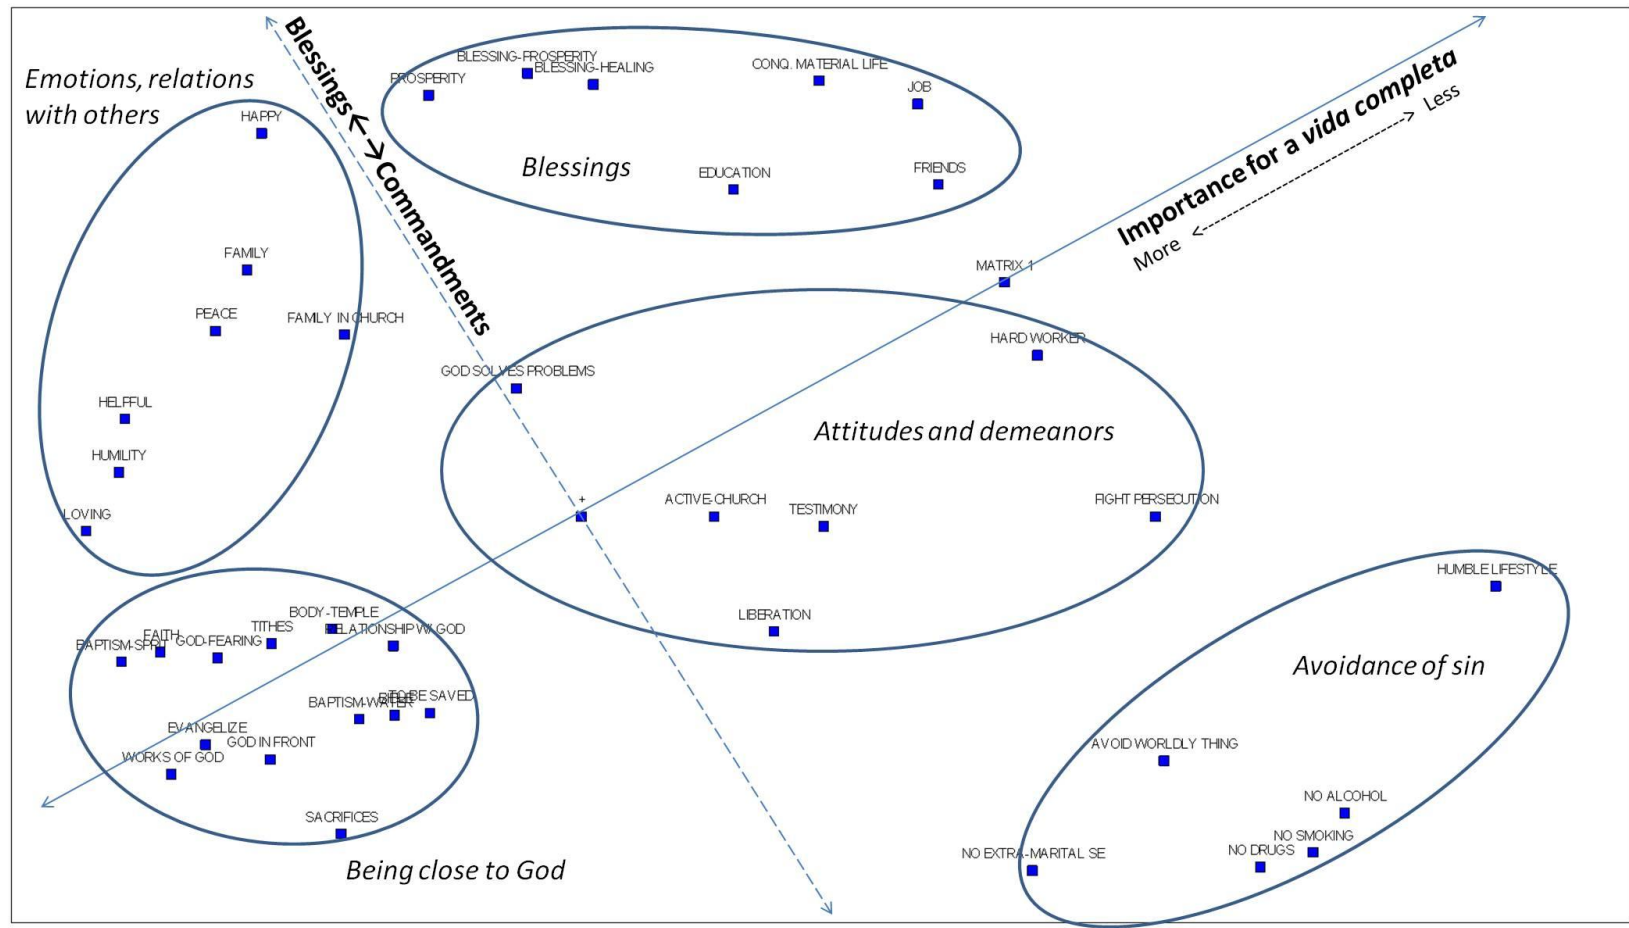 Blessings<-->Commandments
Emotions, relations
with others
HAPPY
FAMILY
PEACE
FAMILY IN CHURCH
HELPFUL
HUMILITY
LOVING
BLESSING-PROSPERITY
PROSPERITY
BLESSING-HEALING
CONQ. MATERIAL LIFE
JOB
Blessings
EDUCATION
FRIENDS
Importance for a vida completa
More <--------------------> Less
MATRIX 1
HARD WORKER
GOD SOLVES PROBLEMS
Attitudes and demeanors
+
ACTIVE-CHURCH
TESTIMONY
FIGHT PERSECUTION
LIBERATION
BODY-TEMPLE
TITHES
RELATIONSHIP W/ GOD
FAITH
GOD-FEARING
BAPTISM-SPRIT
BAPTISM-WATER
BIBLE
TO BE SAVED
EVANGELIZE
GOD IN FRONT
WORKS OF GOD
SACRIFICES
Being close to God
HUMBLE LIFESTYLE
Avoidance of sin
AVOID WORLDLY THING
NO ALCOHOL
NO SMOKING
NO DRUGS
NO EXTRA-MARITAL SE